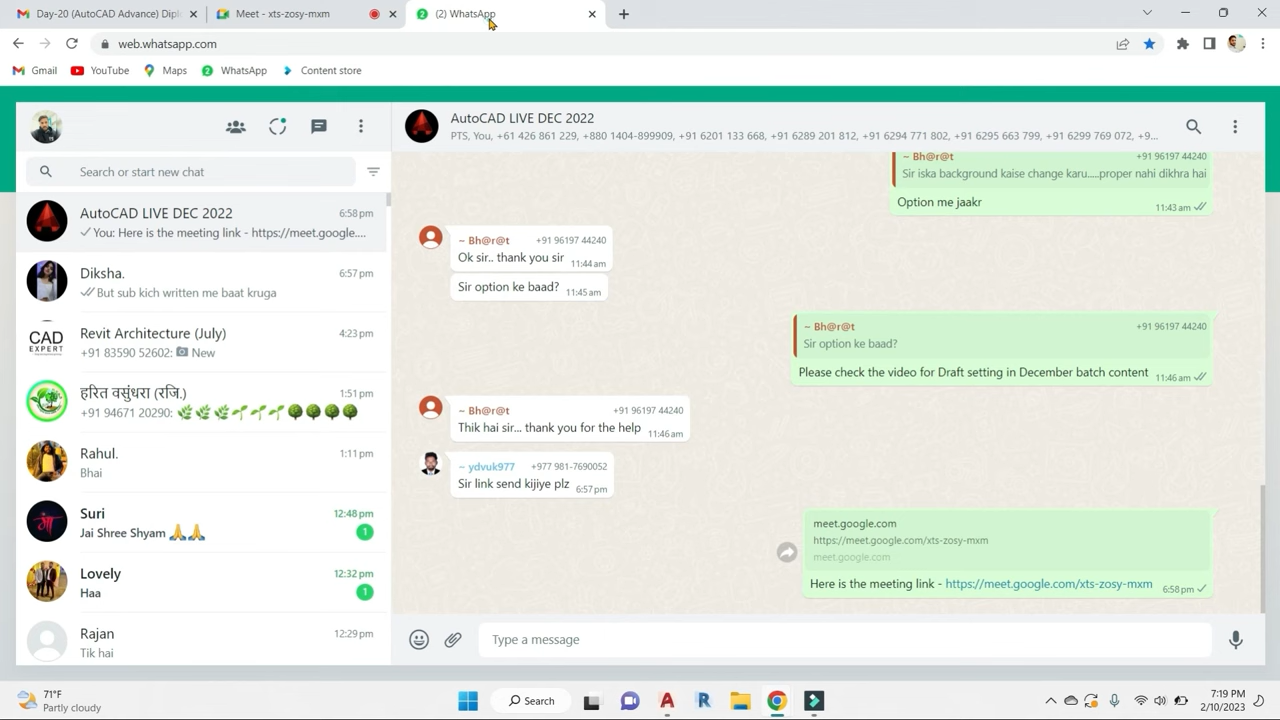 Day-20 (AutoCAD Advance) Dipl
Meet - xts-zosy-mxm
(2) WhatsApp
web.whatsapp.com
Gmail
YouTube
Maps
WhatsApp
Content store
AutoCAD LIVE DEC 2022
PTS, You, +61 426 861 229, +880 1404-899909, +91 6201 133 668, +91 6289 201 812, +91 6294 771 802, +91 6295 663 799, +91 6299 769 072, +9...
Search or start new chat
AutoCAD LIVE DEC 2022
6:58 pm
You: Here is the meeting link - https://meet.google....
Diksha.
6:57 pm
But sub kich written me baat kruga
CAD
EXPERT
Revit Architecture (July)
4:23 pm
+91 83590 52602: New
हरित वसुंधरा (रजि.)
1:51 pm
+91 94671 20290: 🌿🌿🌿🌱🌱🌱🌳🌳🌳🌳
Rahul.
1:11 pm
Bhai
Suri
12:48 pm
Jai Shree Shyam 🙏🙏
1
Lovely
12:32 pm
Haa
1
Rajan
12:29 pm
Tik hai
~ Bh@r@t +91 96197 44240
Sir iska background kaise change karu.....proper nahi dikhra hai
Option me jaakr
11:43 am
~ Bh@r@t +91 96197 44240
Ok sir.. thank you sir 11:44 am
Sir option ke baad? 11:45 am
~ Bh@r@t +91 96197 44240
Sir option ke baad?
Please check the video for Draft setting in December batch content 11:46 am
~ Bh@r@t +91 96197 44240
Thik hai sir... thank you for the help 11:46 am
~ ydvuk977 +977 981-7690052
Sir link send kijiye plz 6:57 pm
meet.google.com
https://meet.google.com/xts-zosy-mxm
meet.google.com
Here is the meeting link - https://meet.google.com/xts-zosy-mxm 6:58 pm
Type a message
71°F
Partly cloudy
Search
7:19 PM
2/10/2023